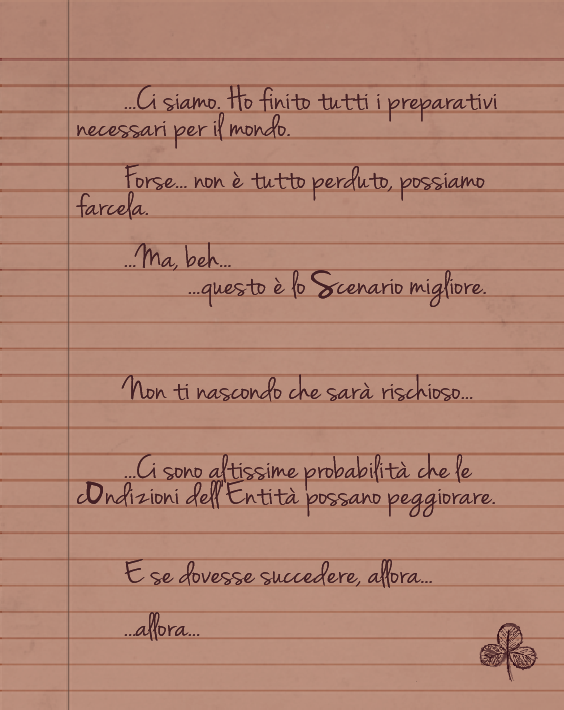 ...Ci siamo. Ho finito tutti i preparativi
necessari per il mondo.
Forse... non è tutto perduto, possiamo
farcela.
...Ma, beh...
...questo è lo Scenario migliore.
Non ti nascondo che sarà rischioso...
...Ci sono altissime probabilità che le
cOndizioni dell'Entità possano peggiorare.
E se dovesse succedere, allora...
...allora...